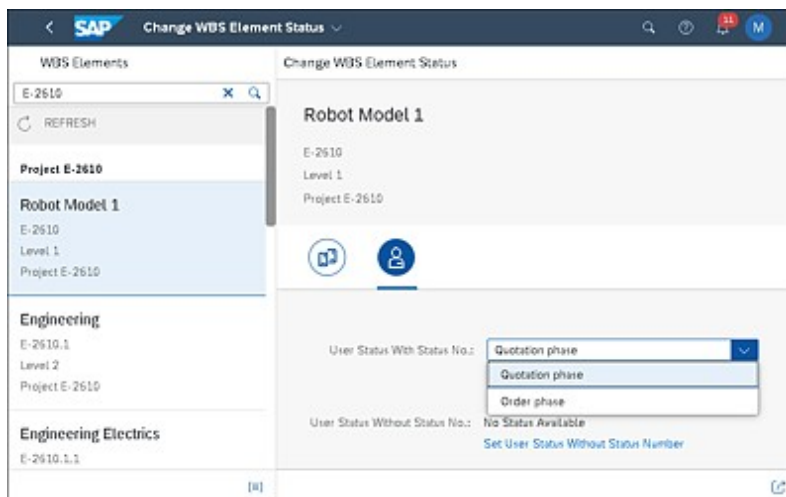 SAP
Change WBS Element Status
11
M
WBS Elements
E-2610
REFRESH
Project E-2610
Robot Model 1
E-2610
Level 1
Project E-2610
Engineering
E-2610.1
Level 2
Project E-2610
Engineering Electrics
E-2610.1.1
Change WBS Element Status
Robot Model 1
E-2610
Level 1
Project E-2610
User Status With Status No.: Quotation phase
Quotation phase
Order phase
User Status Without Status No.: No Status Available
Set User Status Without Status Number